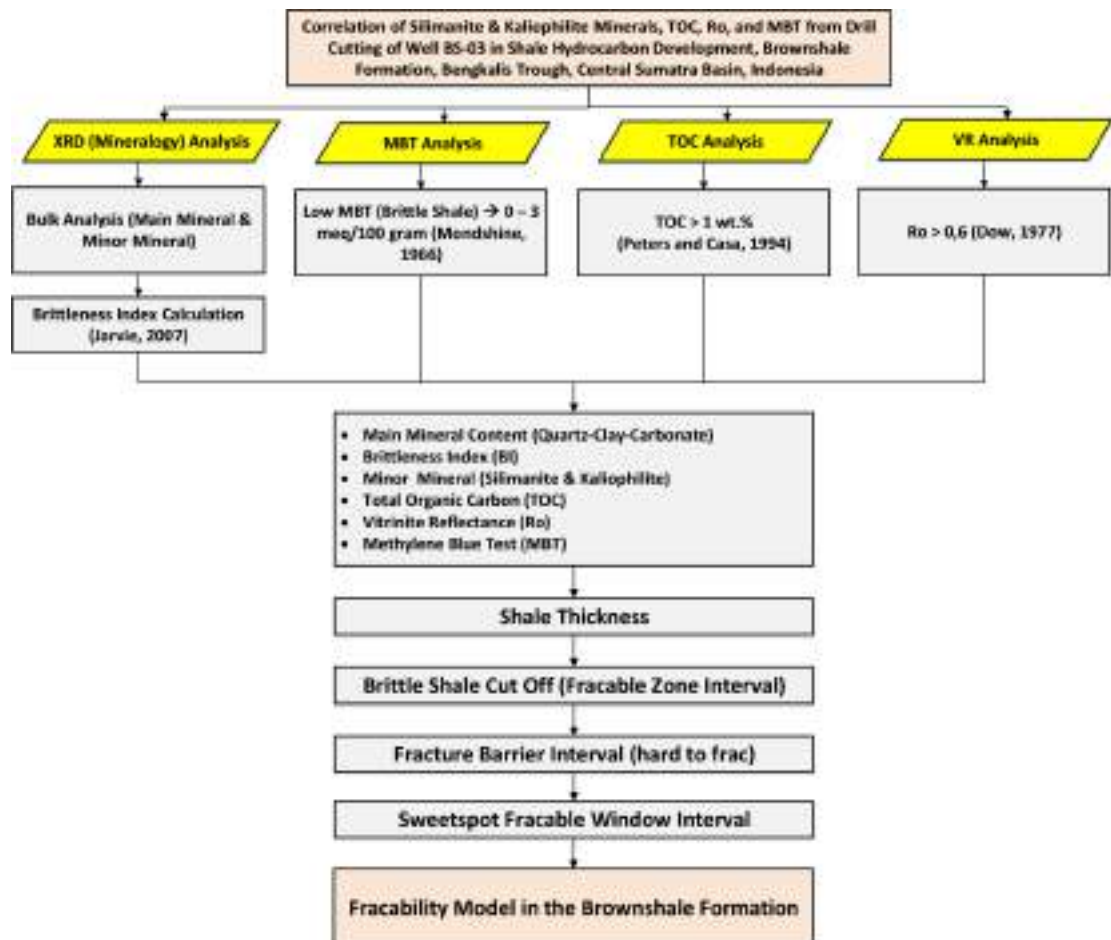 Correlation of Silimanite & Kaliophilite Minerals, TOC, Ro, and MBT from Drill
Cutting of Well BS-03 in Shale Hydrocarbon Development, Brownshale
Formation, Bengkalis Trough, Central Sumatra Basin, Indonesia
XRD (Mineralogy) Analysis
MBT Analysis
TOC Analysis
VR Analysis
Bulk Analysis (Main Mineral &
Minor Mineral)
Low MBT (Brittle Shale) → 0 – 3
meq/100 gram (Mondshine,
1966)
TOC > 1 wt.%
(Peters and Casa, 1994)
Ro > 0,6 (Dow, 1977)
Brittleness Index Calculation
(Jarvie, 2007)
• Main Mineral Content (Quartz-Clay-Carbonate)
• Brittleness Index (BI)
• Minor Mineral (Silimanite & Kaliophilite)
• Total Organic Carbon (TOC)
• Vitrinite Reflectance (Ro)
• Methylene Blue Test (MBT)
Shale Thickness
Brittle Shale Cut Off (Fracable Zone Interval)
Fracture Barrier Interval (hard to frac)
Sweetspot Fracable Window Interval
Fracability Model in the Brownshale Formation